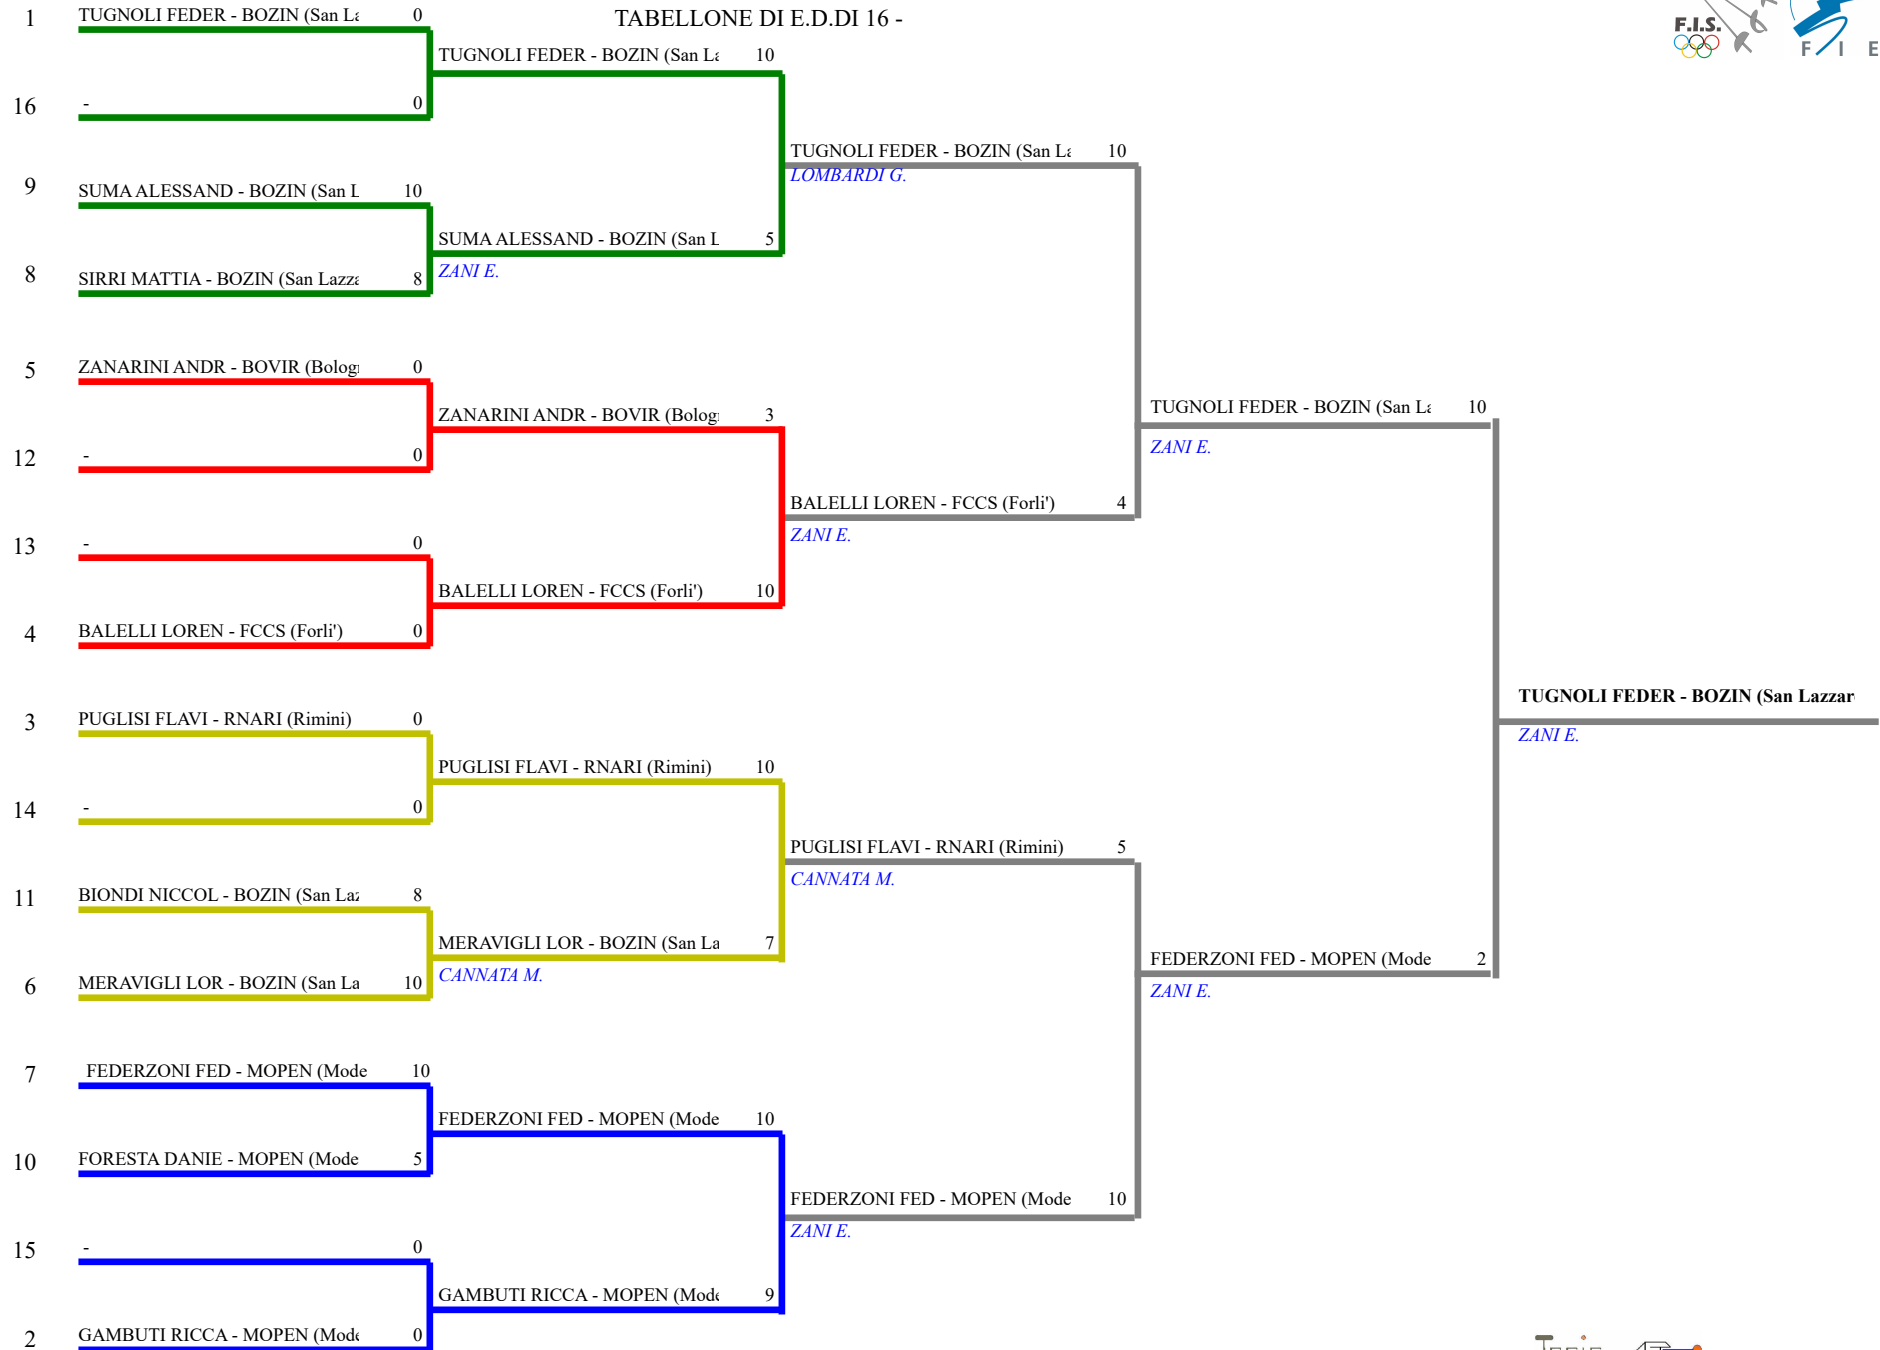 TABELLONE DI E.D.DI 16 -
F.I.S.
F I E
1 TUGNOLI FEDER - BOZIN (San La 0
TUGNOLI FEDER - BOZIN (San La 10
16 - 0
TUGNOLI FEDER - BOZIN (San La 10
LOMBARDI G.
9 SUMA ALESSAND - BOZIN (San L 10
SUMA ALESSAND - BOZIN (San L 5
ZANI E.
8 SIRRI MATTIA - BOZIN (San Lazza 8
5 ZANARINI ANDR - BOVIR (Bologn 0
ZANARINI ANDR - BOVIR (Bologn 3
TUGNOLI FEDER - BOZIN (San La 10
ZANI E.
12 - 0
BALELLI LOREN - FCCS (Forli') 4
ZANI E.
13 - 0
BALELLI LOREN - FCCS (Forli') 10
4 BALELLI LOREN - FCCS (Forli') 0
TUGNOLI FEDER - BOZIN (San Lazzar
ZANI E.
3 PUGLISI FLAVI - RNARI (Rimini) 0
PUGLISI FLAVI - RNARI (Rimini) 10
14 - 0
PUGLISI FLAVI - RNARI (Rimini) 5
CANNATA M.
11 BIONDI NICCOL - BOZIN (San Laz 8
MERAVIGLI LOR - BOZIN (San La 7
CANNATA M.
FEDERZONI FED - MOPEN (Mode 2
ZANI E.
6 MERAVIGLI LOR - BOZIN (San La 10
7 FEDERZONI FED - MOPEN (Mode 10
FEDERZONI FED - MOPEN (Mode 10
10 FORESTA DANIE - MOPEN (Mode 5
FEDERZONI FED - MOPEN (Mode 10
ZANI E.
15 - 0
GAMBUTI RICCA - MOPEN (Mode 9
2 GAMBUTI RICCA - MOPEN (Mode 0